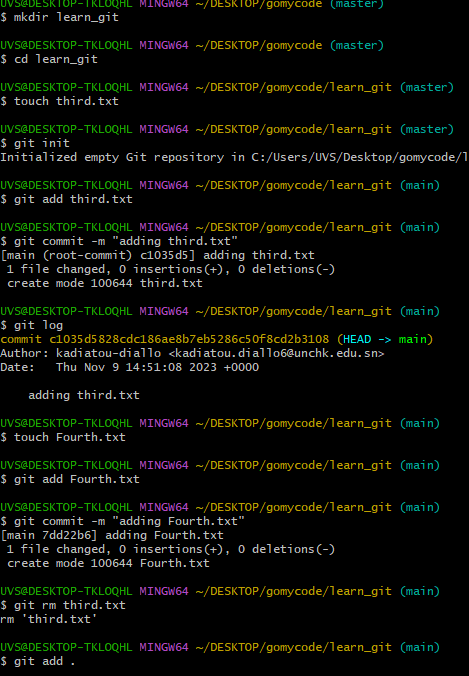 UVS@DESKTOP-TKLOQHL MINGW64 ~/DESKTOP/gomycode (master)
$ mkdir learn_git
UVS@DESKTOP-TKLOQHL MINGW64 ~/DESKTOP/gomycode (master)
$ cd learn_git
UVS@DESKTOP-TKLOQHL MINGW64 ~/DESKTOP/gomycode/learn_git (master)
$ touch third.txt
UVS@DESKTOP-TKLOQHL MINGW64 ~/DESKTOP/gomycode/learn_git (master)
$ git init
Initialized empty Git repository in C:/Users/UVS/Desktop/gomycode/l
UVS@DESKTOP-TKLOQHL MINGW64 ~/DESKTOP/gomycode/learn_git (main)
$ git add third.txt
UVS@DESKTOP-TKLOQHL MINGW64 ~/DESKTOP/gomycode/learn_git (main)
$ git commit -m "adding third.txt"
[main (root-commit) c1035d5] adding third.txt
 1 file changed, 0 insertions(+), 0 deletions(-)
 create mode 100644 third.txt
UVS@DESKTOP-TKLOQHL MINGW64 ~/DESKTOP/gomycode/learn_git (main)
$ git log
commit c1035d5828cdc186ae8b7eb5286c50f8cd2b3108 (HEAD -> main)
Author: kadiatou-diallo <kadiatou.diallo6@unchk.edu.sn>
Date:   Thu Nov 9 14:51:08 2023 +0000
    adding third.txt
UVS@DESKTOP-TKLOQHL MINGW64 ~/DESKTOP/gomycode/learn_git (main)
$ touch Fourth.txt
UVS@DESKTOP-TKLOQHL MINGW64 ~/DESKTOP/gomycode/learn_git (main)
$ git add Fourth.txt
UVS@DESKTOP-TKLOQHL MINGW64 ~/DESKTOP/gomycode/learn_git (main)
$ git commit -m "adding Fourth.txt"
[main 7dd22b6] adding Fourth.txt
 1 file changed, 0 insertions(+), 0 deletions(-)
 create mode 100644 Fourth.txt
UVS@DESKTOP-TKLOQHL MINGW64 ~/DESKTOP/gomycode/learn_git (main)
$ git rm third.txt
rm 'third.txt'
UVS@DESKTOP-TKLOQHL MINGW64 ~/DESKTOP/gomycode/learn_git (main)
$ git add .